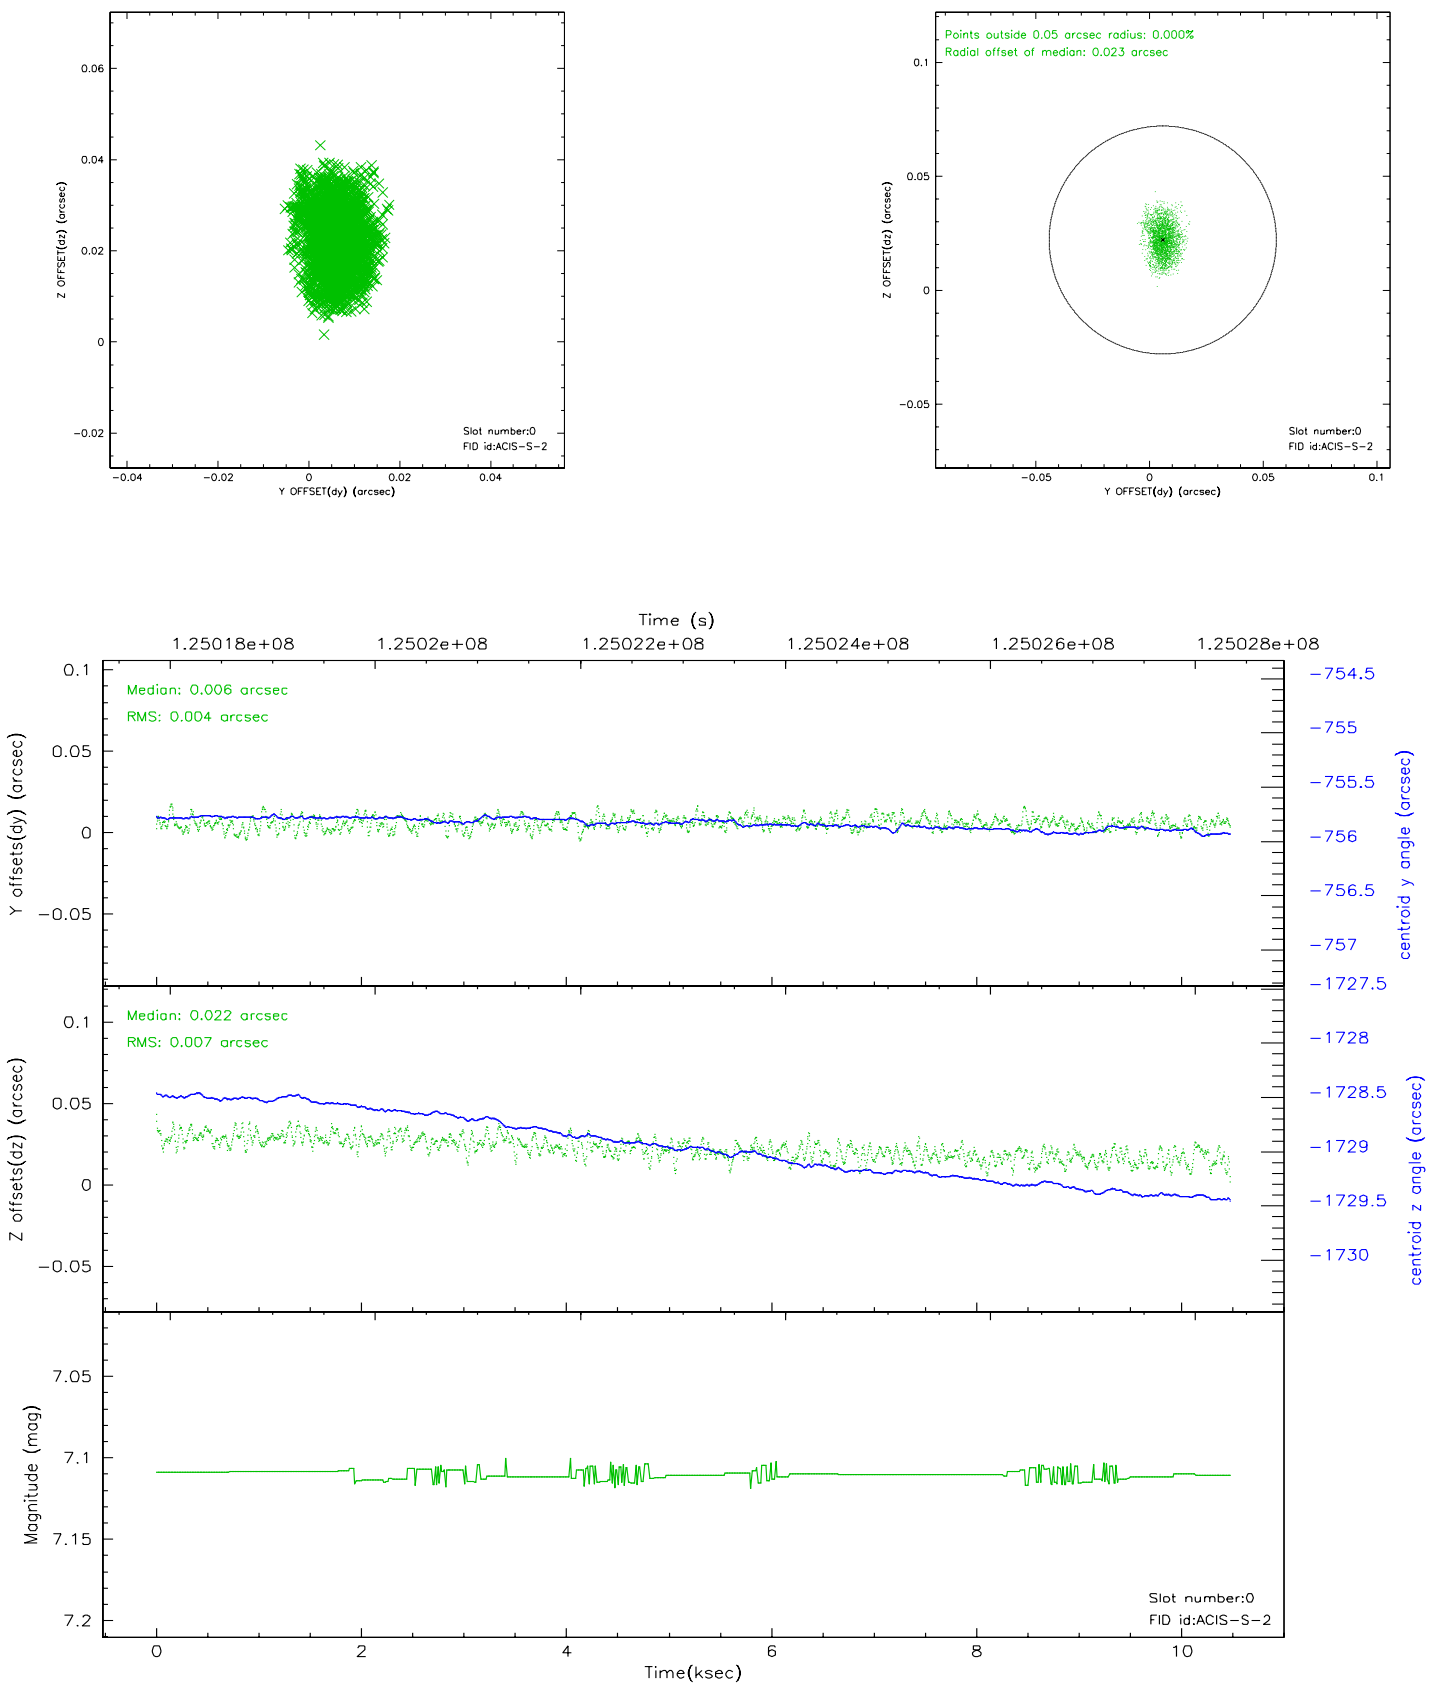 0.06
0.04
0.02
0
−0.02
Z OFFSET(dz) (arcsec)
Slot number:0
FID id:ACIS−S−2
−0.04 −0.02 0 0.02 0.04
Y OFFSET(dy) (arcsec)
Points outside 0.05 arcsec radius: 0.000%
Radial offset of median: 0.023 arcsec
0.1
0.05
0
−0.05
Z OFFSET(dz) (arcsec)
Slot number:0
FID id:ACIS−S−2
−0.05 0 0.05 0.1
Y OFFSET(dy) (arcsec)
Time (s)
1.25018e+08 1.2502e+08 1.25022e+08 1.25024e+08 1.25026e+08 1.25028e+08
Median: 0.006 arcsec
RMS: 0.004 arcsec
0.1
0.05
0
−0.05
Y offsets(dy) (arcsec)
−754.5
−755
−755.5
−756
−756.5
−757
centroid y angle (arcsec)
−1727.5
Median: 0.022 arcsec
RMS: 0.007 arcsec
0.1
0.05
0
−0.05
Z offsets(dz) (arcsec)
−1728
−1728.5
−1729
−1729.5
−1730
centroid z angle (arcsec)
7.05
7.1
7.15
7.2
Magnitude (mag)
Slot number:0
FID id:ACIS−S−2
0 2 4 6 8 10
Time(ksec)